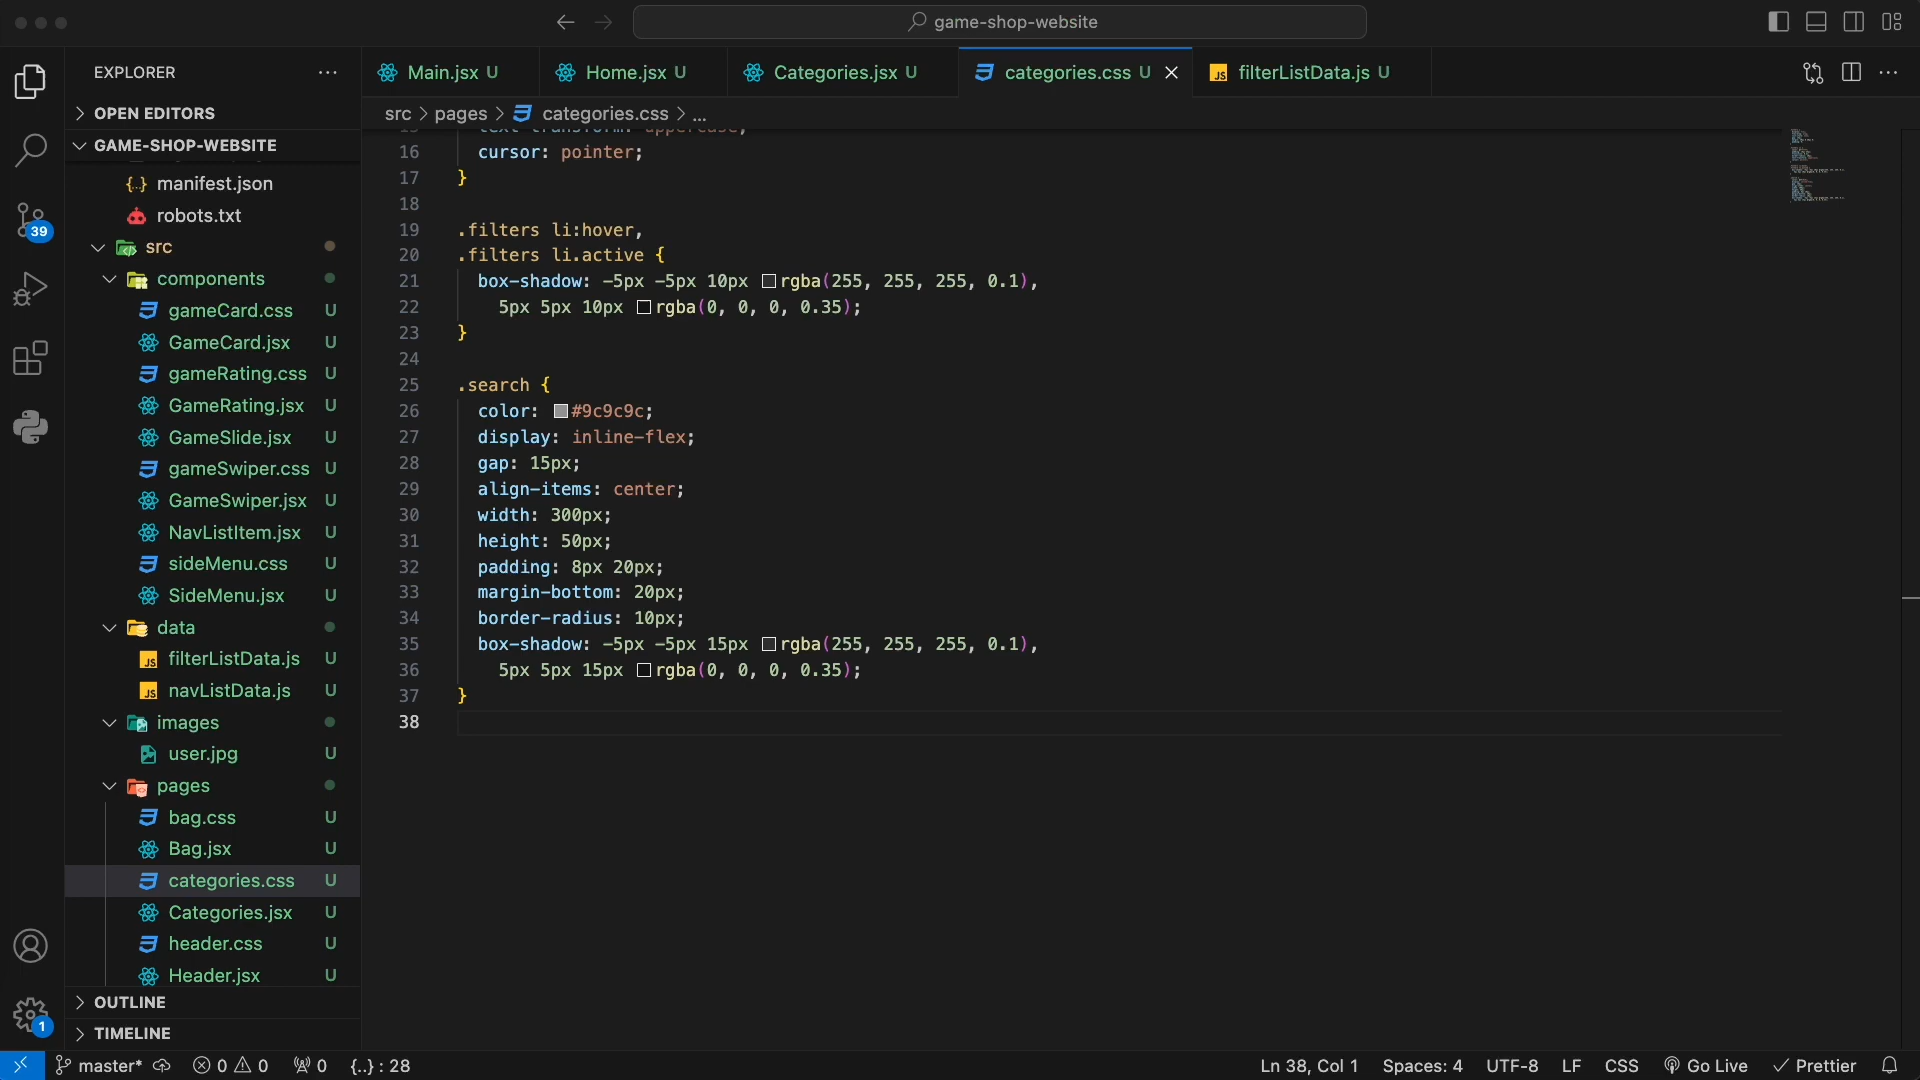 game-shop-website
EXPLORER
Main.jsx U
Home.jsx U
Categories.jsx U
categories.css U
filterListData.js U
OPEN EDITORS
src > pages > categories.css > ...
GAME-SHOP-WEBSITE
manifest.json
robots.txt
src
components
gameCard.css U
GameCard.jsx U
gameRating.css U
GameRating.jsx U
GameSlide.jsx U
gameSwiper.css U
GameSwiper.jsx U
NavListItem.jsx U
sideMenu.css U
SideMenu.jsx U
data
filterListData.js U
navListData.js U
images
user.jpg U
pages
bag.css U
Bag.jsx U
categories.css U
Categories.jsx U
header.css U
Header.jsx U
OUTLINE
TIMELINE
39
1
15 text-transform: uppercase;
16 cursor: pointer;
17 }
18
19 .filters li:hover,
20 .filters li.active {
21 box-shadow: -5px -5px 10px rgba(255, 255, 255, 0.1),
22 5px 5px 10px rgba(0, 0, 0, 0.35);
23 }
24
25 .search {
26 color: #9c9c9c;
27 display: inline-flex;
28 gap: 15px;
29 align-items: center;
30 width: 300px;
31 height: 50px;
32 padding: 8px 20px;
33 margin-bottom: 20px;
34 border-radius: 10px;
35 box-shadow: -5px -5px 15px rgba(255, 255, 255, 0.1),
36 5px 5px 15px rgba(0, 0, 0, 0.35);
37 }
38
master* 0 0 0 {..} : 28
Ln 38, Col 1 Spaces: 4 UTF-8 LF CSS Go Live Prettier